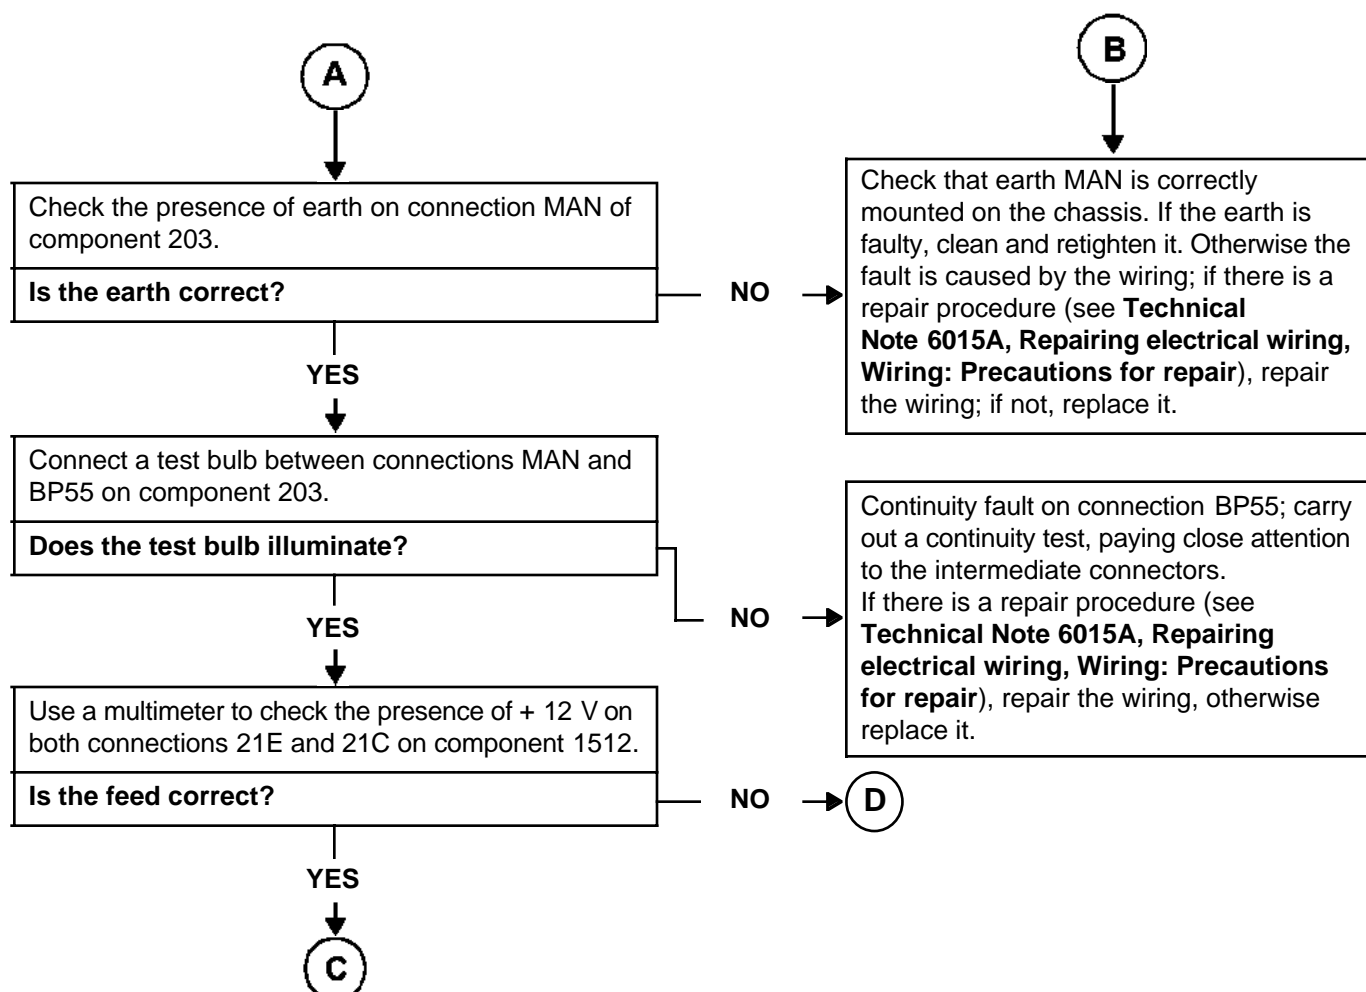 A
B
Check the presence of earth on connection MAN of
component 203.
Is the earth correct?
NO
Check that earth MAN is correctly
mounted on the chassis. If the earth is
faulty, clean and retighten it. Otherwise the
fault is caused by the wiring; if there is a
repair procedure (see Technical
Note 6015A, Repairing electrical wiring,
Wiring: Precautions for repair), repair
the wiring; if not, replace it.
YES
Connect a test bulb between connections MAN and
BP55 on component 203.
Does the test bulb illuminate?
NO
Continuity fault on connection BP55; carry
out a continuity test, paying close attention
to the intermediate connectors.
If there is a repair procedure (see
Technical Note 6015A, Repairing
electrical wiring, Wiring: Precautions
for repair), repair the wiring, otherwise
replace it.
YES
Use a multimeter to check the presence of + 12 V on
both connections 21E and 21C on component 1512.
Is the feed correct?
NO
D
YES
C